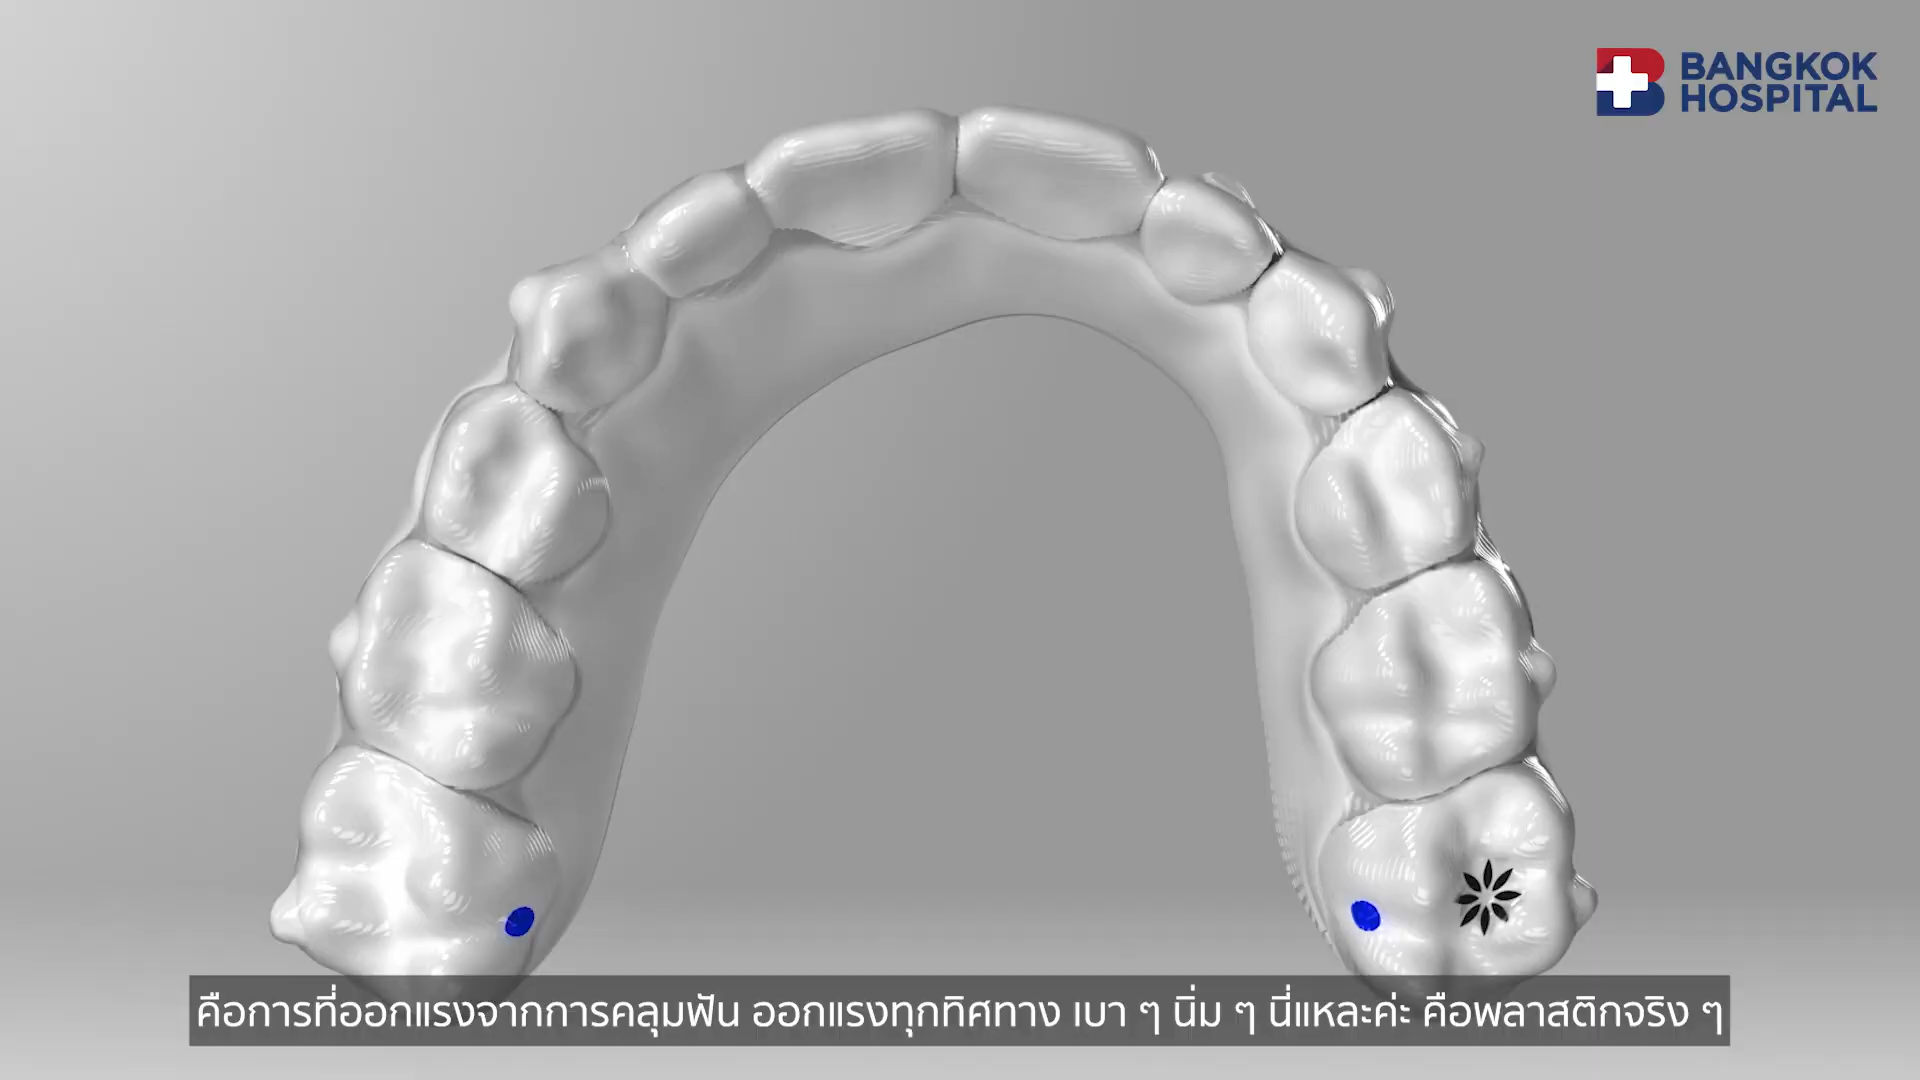 BANGKOK
HOSPITAL
คือการที่ออกแรงจากการคลุมฟัน ออกแรงทุกทิศทาง เบา ๆ นิ่ม ๆ นี่แหละค่ะ คือพลาสติกจริง ๆ